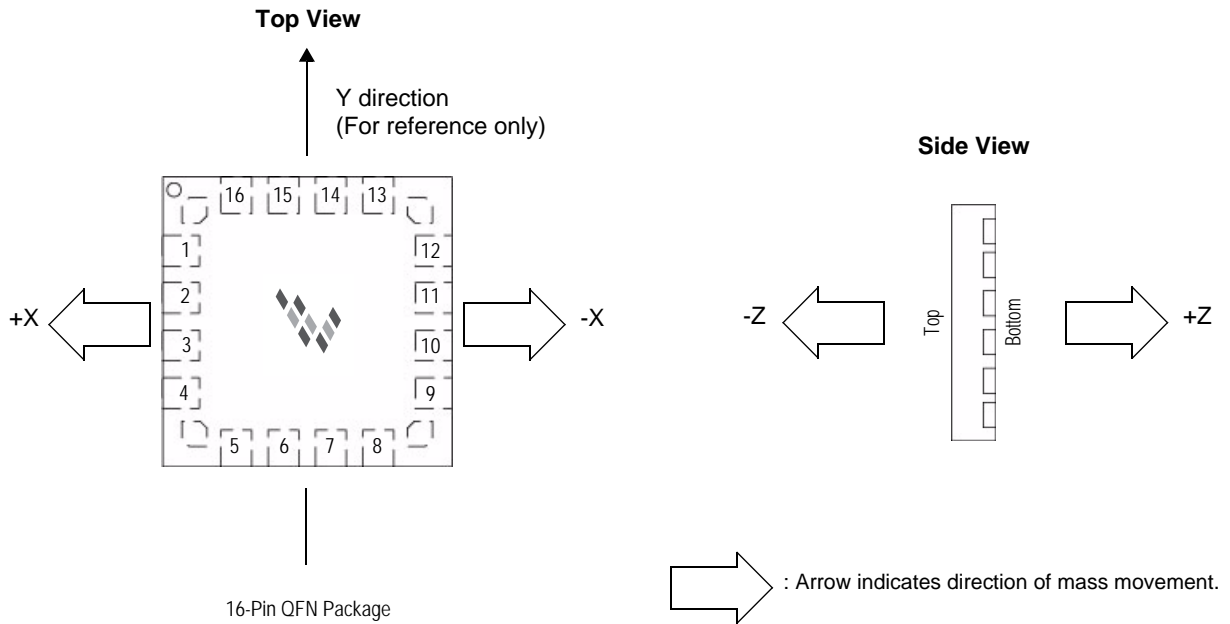 Top View
Y direction
(For reference only)
Side View
16 15 14 13
1 12
2 11
3 10
4 9
5 6 7 8
+X
-X
-Z
Top
Bottom
+Z
: Arrow indicates direction of mass movement.
16-Pin QFN Package